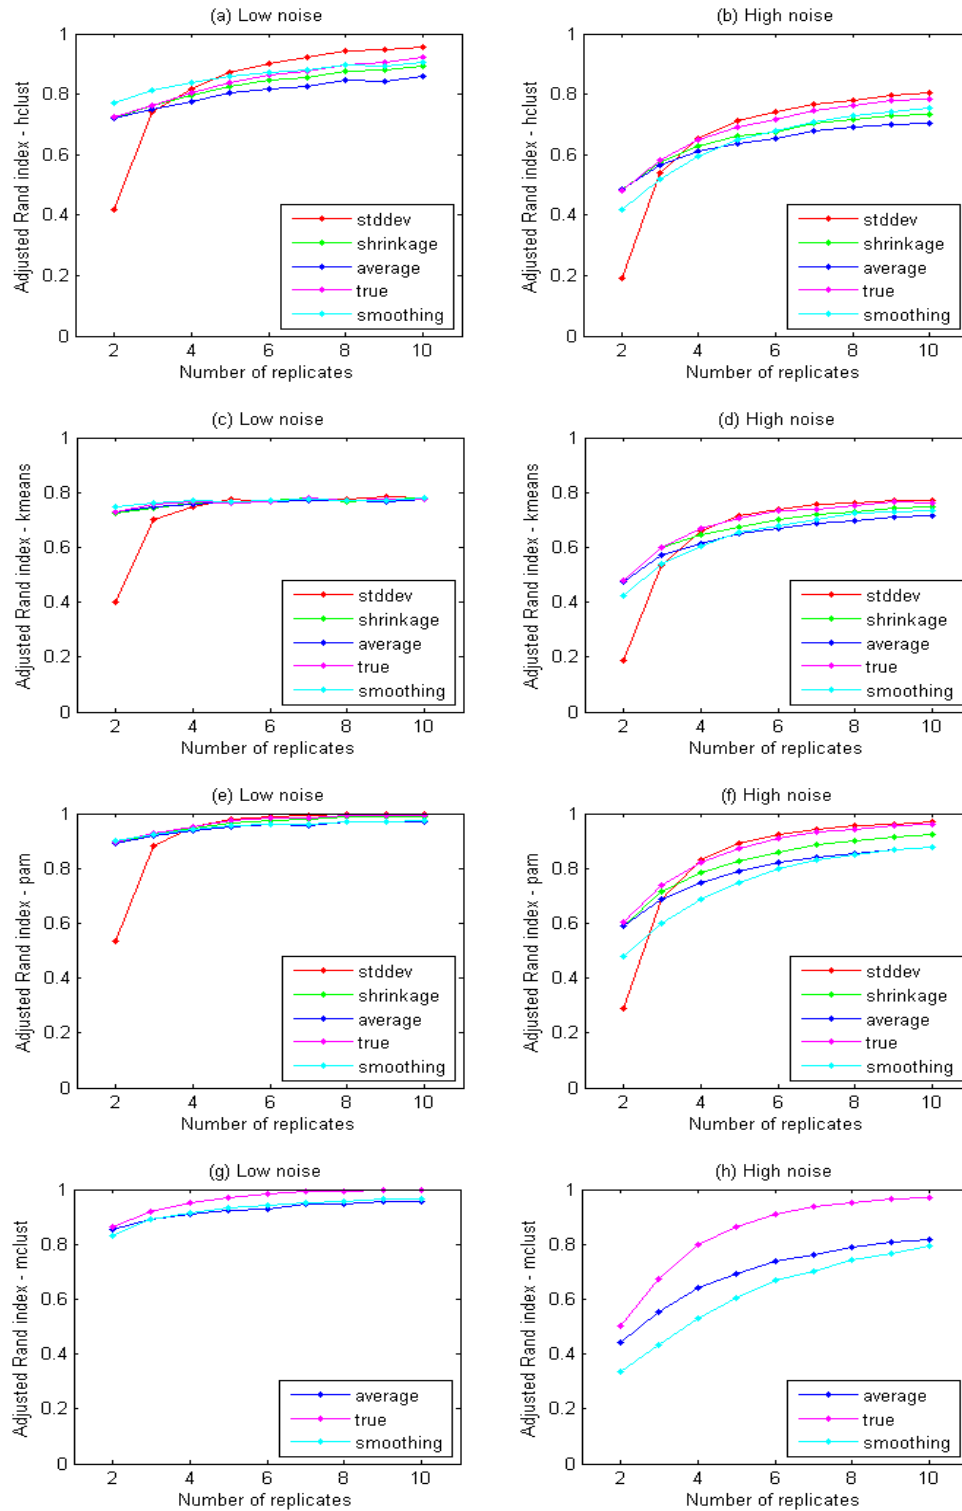 (a) Low noise
Adjusted Rand index - hclust
1
0.8
0.6
0.4
0.2
0
2 4 6 8 10
Number of replicates
stddev
shrinkage
average
true
smoothing
(b) High noise
Adjusted Rand index - hclust
1
0.8
0.6
0.4
0.2
0
2 4 6 8 10
Number of replicates
stddev
shrinkage
average
true
smoothing
(c) Low noise
Adjusted Rand index - kmeans
1
0.8
0.6
0.4
0.2
0
2 4 6 8 10
Number of replicates
stddev
shrinkage
average
true
smoothing
(d) High noise
Adjusted Rand index - kmeans
1
0.8
0.6
0.4
0.2
0
2 4 6 8 10
Number of replicates
stddev
shrinkage
average
true
smoothing
(e) Low noise
Adjusted Rand index - pam
1
0.8
0.6
0.4
0.2
0
2 4 6 8 10
Number of replicates
stddev
shrinkage
average
true
smoothing
(f) High noise
Adjusted Rand index - pam
1
0.8
0.6
0.4
0.2
0
2 4 6 8 10
Number of replicates
stddev
shrinkage
average
true
smoothing
(g) Low noise
Adjusted Rand index - mclust
1
0.8
0.6
0.4
0.2
0
2 4 6 8 10
Number of replicates
average
true
smoothing
(h) High noise
Adjusted Rand index - mclust
1
0.8
0.6
0.4
0.2
0
2 4 6 8 10
Number of replicates
average
true
smoothing